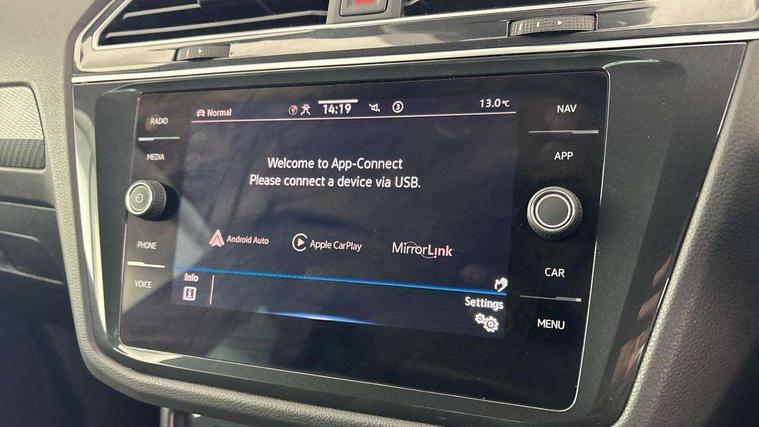 Normal
14:19
3
13.0°C
RADIO
MEDIA
PHONE
VOICE
Welcome to App-Connect
Please connect a device via USB.
Android Auto
Apple CarPlay
MirrorLink
Info
i
Settings
NAV
APP
CAR
MENU